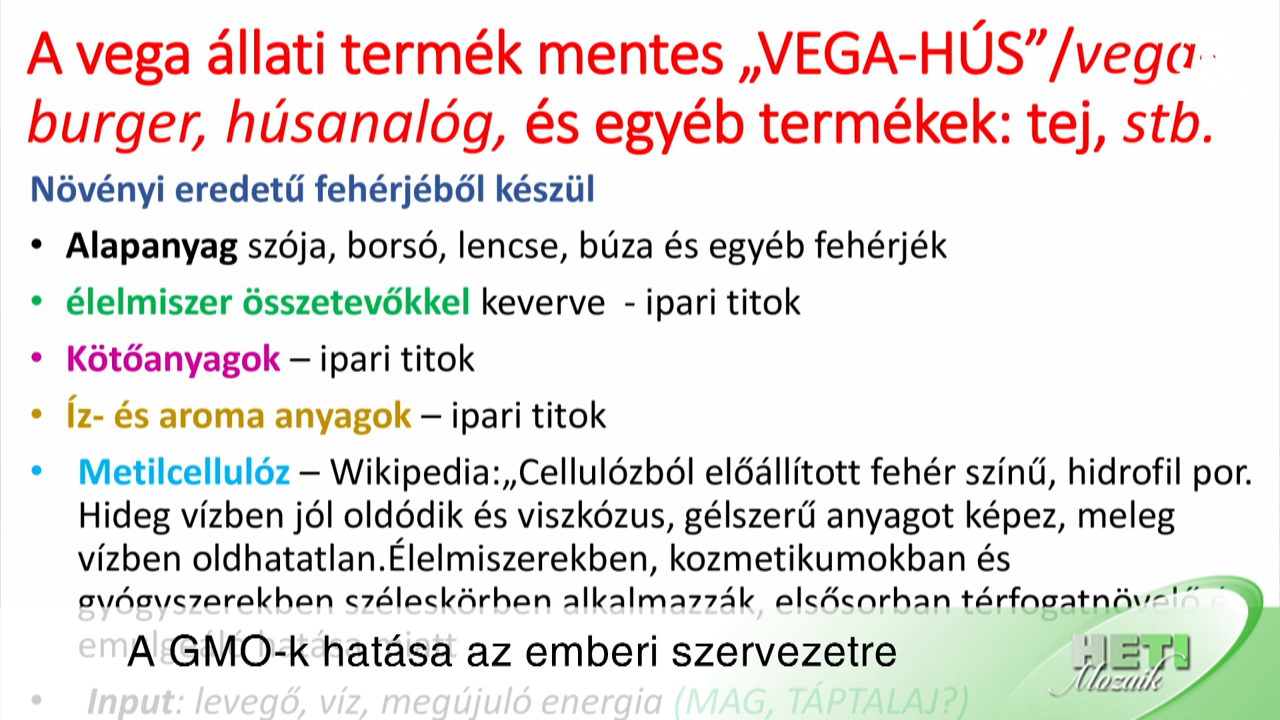 A vega állati termék mentes „VEGA-HÚS”/vega-
burger, húsanalóg, és egyéb termékek: tej, stb.
Növényi eredetű fehérjéből készül
• Alapanyag szója, borsó, lencse, búza és egyéb fehérjék
• élelmiszer összetevőkkel keverve - ipari titok
• Kötőanyagok – ipari titok
• Íz- és aroma anyagok – ipari titok
• Metilcellulóz – Wikipedia:„Cellulózból előállított fehér színű, hidrofil por.
Hideg vízben jól oldódik és viszkózus, gélszerű anyagot képez, meleg
vízben oldhatatlan.Élelmiszerekben, kozmetikumokban és
gyógyszerekben széleskörben alkalmazzák, elsősorban térfogatnövelő
hatása miatt
A GMO-k hatása az emberi szervezetre
HETI
Mozaik
• Input: levegő, víz, megújuló energia (MAG, TÁPTALAJ?)